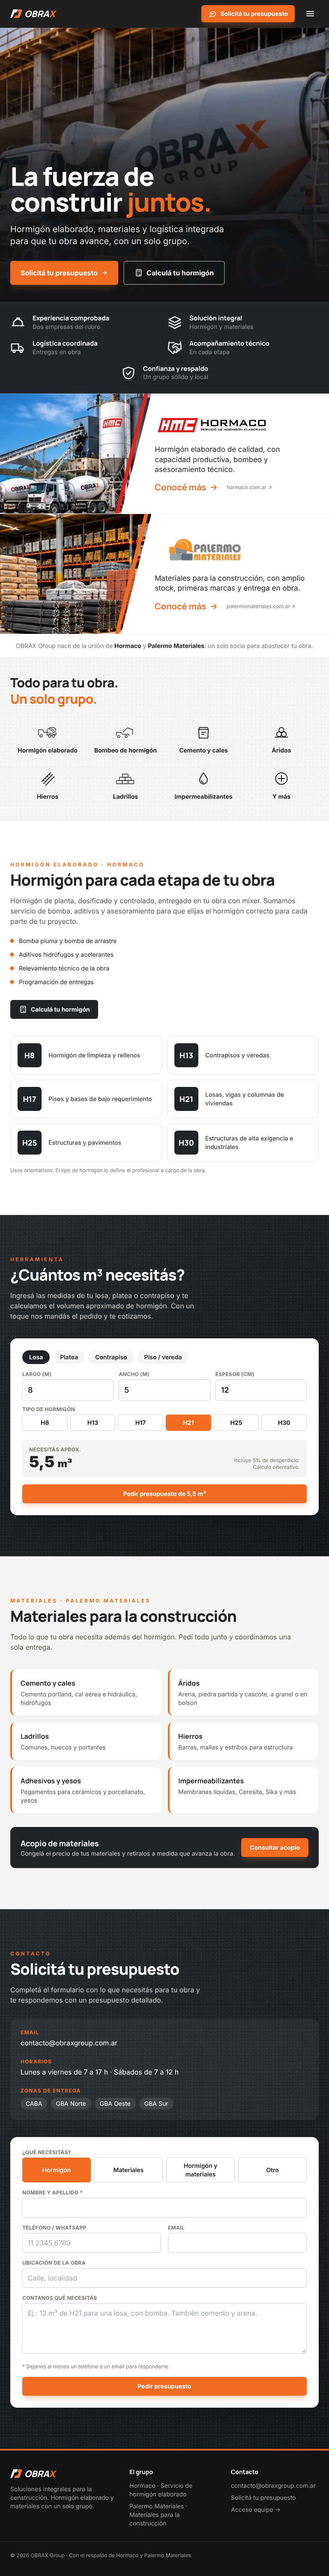 OBRAX
Solicitá tu presupuesto
OBRAX
GROUP
La fuerza de
construir juntos.
Hormigón elaborado, materiales y logística integrada
para que tu obra avance, con un solo grupo.
Solicitá tu presupuesto →
Calculá tu hormigón
Experiencia comprobada
Dos empresas del rubro
Solución integral
Hormigón y materiales
Logística coordinada
Entregas en obra
Acompañamiento técnico
En cada etapa
Confianza y respaldo
Un grupo sólido y local
HMC HORMACO
SERVICIO DE HORMIGÓN ELABORADO
Hormigón elaborado de calidad, con
capacidad productiva, bombeo y
asesoramiento técnico.
Conocé más →
hormaco.com.ar ↗
PALERMO
MATERIALES
Materiales para la construcción, con amplio
stock, primeras marcas y entrega en obra.
Conocé más →
palermomateriales.com.ar ↗
OBRAX Group nace de la unión de Hormaco y Palermo Materiales: un solo socio para abastecer tu obra.
Todo para tu obra.
Un solo grupo.
Hormigón elaborado
Bombeo de hormigón
Cemento y cales
Áridos
Hierros
Ladrillos
Impermeabilizantes
Y más
HORMIGÓN ELABORADO · HORMACO
Hormigón para cada etapa de tu obra
Hormigón de planta, dosificado y controlado, entregado en tu obra con mixer. Sumamos
servicio de bombeo, aditivos y asesoramiento para que elijas el hormigón correcto para cada
parte de tu proyecto.
Bomba pluma y bomba de arrastre
Aditivos hidrófugos y acelerantes
Relevamiento técnico de la obra
Programación de entregas
Calculá tu hormigón
H8
Hormigón de limpieza y rellenos
H13
Contrapisos y veredas
H17
Pisos y bases de bajo requerimiento
H21
Losas, vigas y columnas de
viviendas
H25
Estructuras y pavimentos
H30
Estructuras de alta exigencia e
industriales
Usos orientativos. El tipo de hormigón lo define el profesional a cargo de la obra.
HERRAMIENTA
¿Cuántos m³ necesitás?
Ingresá las medidas de tu losa, platea o contrapiso y te
calculamos el volumen aproximado de hormigón. Con un
toque nos mandás el pedido y te cotizamos.
Losa
Platea
Contrapiso
Piso / vereda
LARGO (M)
ANCHO (M)
ESPESOR (CM)
8
5
12
TIPO DE HORMIGÓN
H8
H13
H17
H21
H25
H30
NECESITÁS APROX.
5,5 m³
Incluye 5% de desperdicio.
Cálculo orientativo.
Pedir presupuesto de 5,5 m³
MATERIALES · PALERMO MATERIALES
Materiales para la construcción
Todo lo que tu obra necesita además del hormigón. Pedí todo junto y coordinamos una
sola entrega.
Cemento y cales
Cemento portland, cal aérea e hidráulica,
hidrófugos
Áridos
Arena, piedra partida y cascote, a granel o en
bolsón
Ladrillos
Comunes, huecos y portantes
Hierros
Barras, mallas y estribos para estructura
Adhesivos y yesos
Pegamentos para cerámicos y porcellanato,
yesos
Impermeabilizantes
Membranas líquidas, Ceresita, Sika y más
Acopio de materiales
Congelá el precio de tus materiales y retiralos a medida que avanza la obra.
Consultar acopio
CONTACTO
Solicitá tu presupuesto
Completá el formulario con lo que necesitás para tu obra y
te respondemos con un presupuesto detallado.
EMAIL
contacto@obraxgroup.com.ar
HORARIOS
Lunes a viernes de 7 a 17 h · Sábados de 7 a 12 h
ZONAS DE ENTREGA
CABA
GBA Norte
GBA Oeste
GBA Sur
¿QUÉ NECESITÁS?
Hormigón
Materiales
Hormigón y
materiales
Otro
NOMBRE Y APELLIDO *
TELÉFONO / WHATSAPP
EMAIL
11 2345 6789
UBICACIÓN DE LA OBRA
Calle, localidad
CONTANOS QUÉ NECESITÁS
Ej.: 12 m³ de H21 para una losa, con bomba. También cemento y arena.
* Dejanos al menos un teléfono o un email para responderte.
Pedir presupuesto
OBRAX
Soluciones integrales para la
construcción. Hormigón elaborado y
materiales con un solo grupo.
El grupo
Hormaco · Servicio de
hormigón elaborado
Palermo Materiales ·
Materiales para la
construcción
Contacto
contacto@obraxgroup.com.ar
Solicitá tu presupuesto
Acceso equipo →
© 2026 OBRAX Group · Con el respaldo de Hormaco y Palermo Materiales